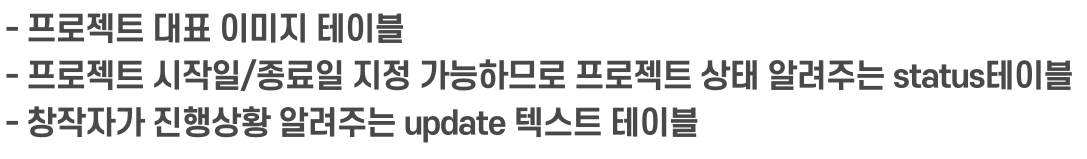 - 프로젝트 대표 이미지 테이블
- 프로젝트 시작일/종료일 지정 가능하므로 프로젝트 상태 알려주는 status테이블
- 창작자가 진행상황 알려주는 update 텍스트 테이블